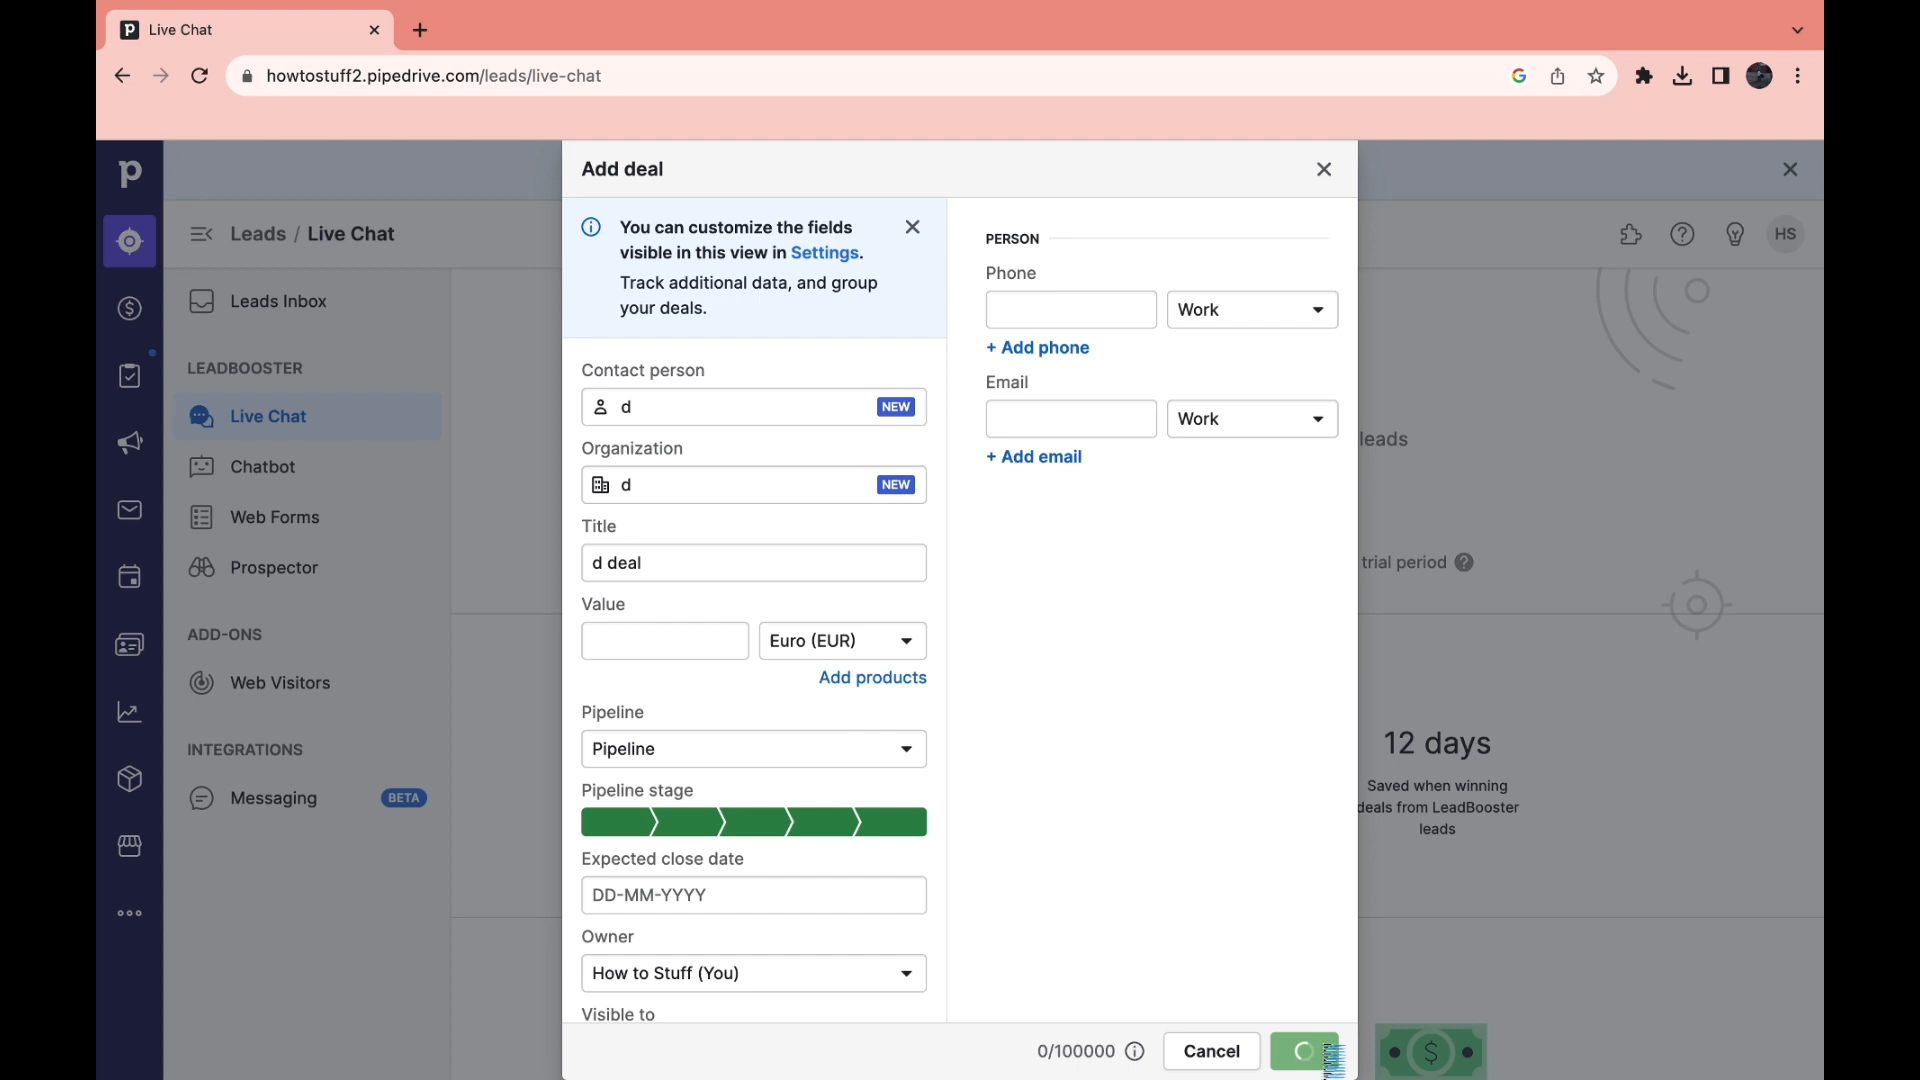 Live Chat
howtostuff2.pipedrive.com/leads/live-chat
Add deal
Leads / Live Chat
HS
Leads Inbox
LEADBOOSTER
Live Chat
Chatbot
Web Forms
Prospector
ADD-ONS
Web Visitors
INTEGRATIONS
Messaging BETA
You can customize the fields
visible in this view in Settings.
Track additional data, and group
your deals.
Contact person
d NEW
Organization
d NEW
Title
d deal
Value
Euro (EUR)
Add products
Pipeline
Pipeline
Pipeline stage
Expected close date
DD-MM-YYYY
Owner
How to Stuff (You)
Visible to
PERSON
Phone
Work
+ Add phone
Email
Work
+ Add email
0/100000
Cancel
leads
trial period
12 days
Saved when winning
deals from LeadBooster
leads